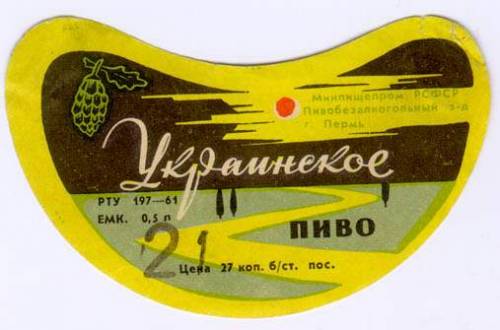 Минпищепром РСФСР
Пивобезалкогольный з-д
г. Пермь
Украинское
РТУ 197—61
ЕМК. 0,5 л
ПИВО
21
Цена 27 коп. б/ст. пос.